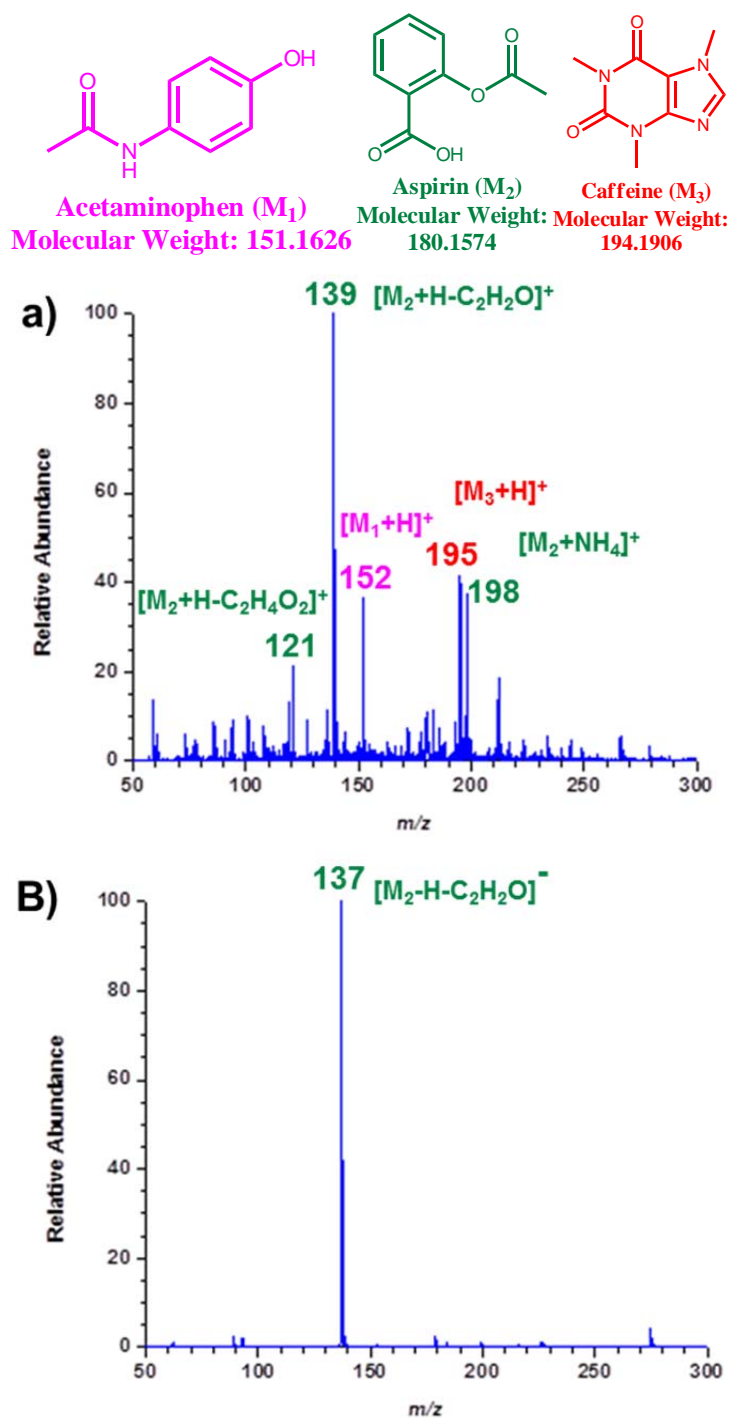 O
OH
N
H
Acetaminophen (M₁)
Molecular Weight: 151.1626
O
O
O
OH
Aspirin (M₂)
Molecular Weight:
180.1574
O
N
N
O
N
N
Caffeine (M₃)
Molecular Weight:
194.1906
a)
139 [M₂+H-C₂H₂O]⁺
[M₃+H]⁺
[M₁+H]⁺
[M₂+NH₄]⁺
195
152
198
[M₂+H-C₂H₄O₂]⁺
121
Relative Abundance
100
80
60
40
20
0
50 100 150 200 250 300
m/z
B)
137 [M₂-H-C₂H₂O]⁻
Relative Abundance
100
80
60
40
20
0
50 100 150 200 250 300
m/z